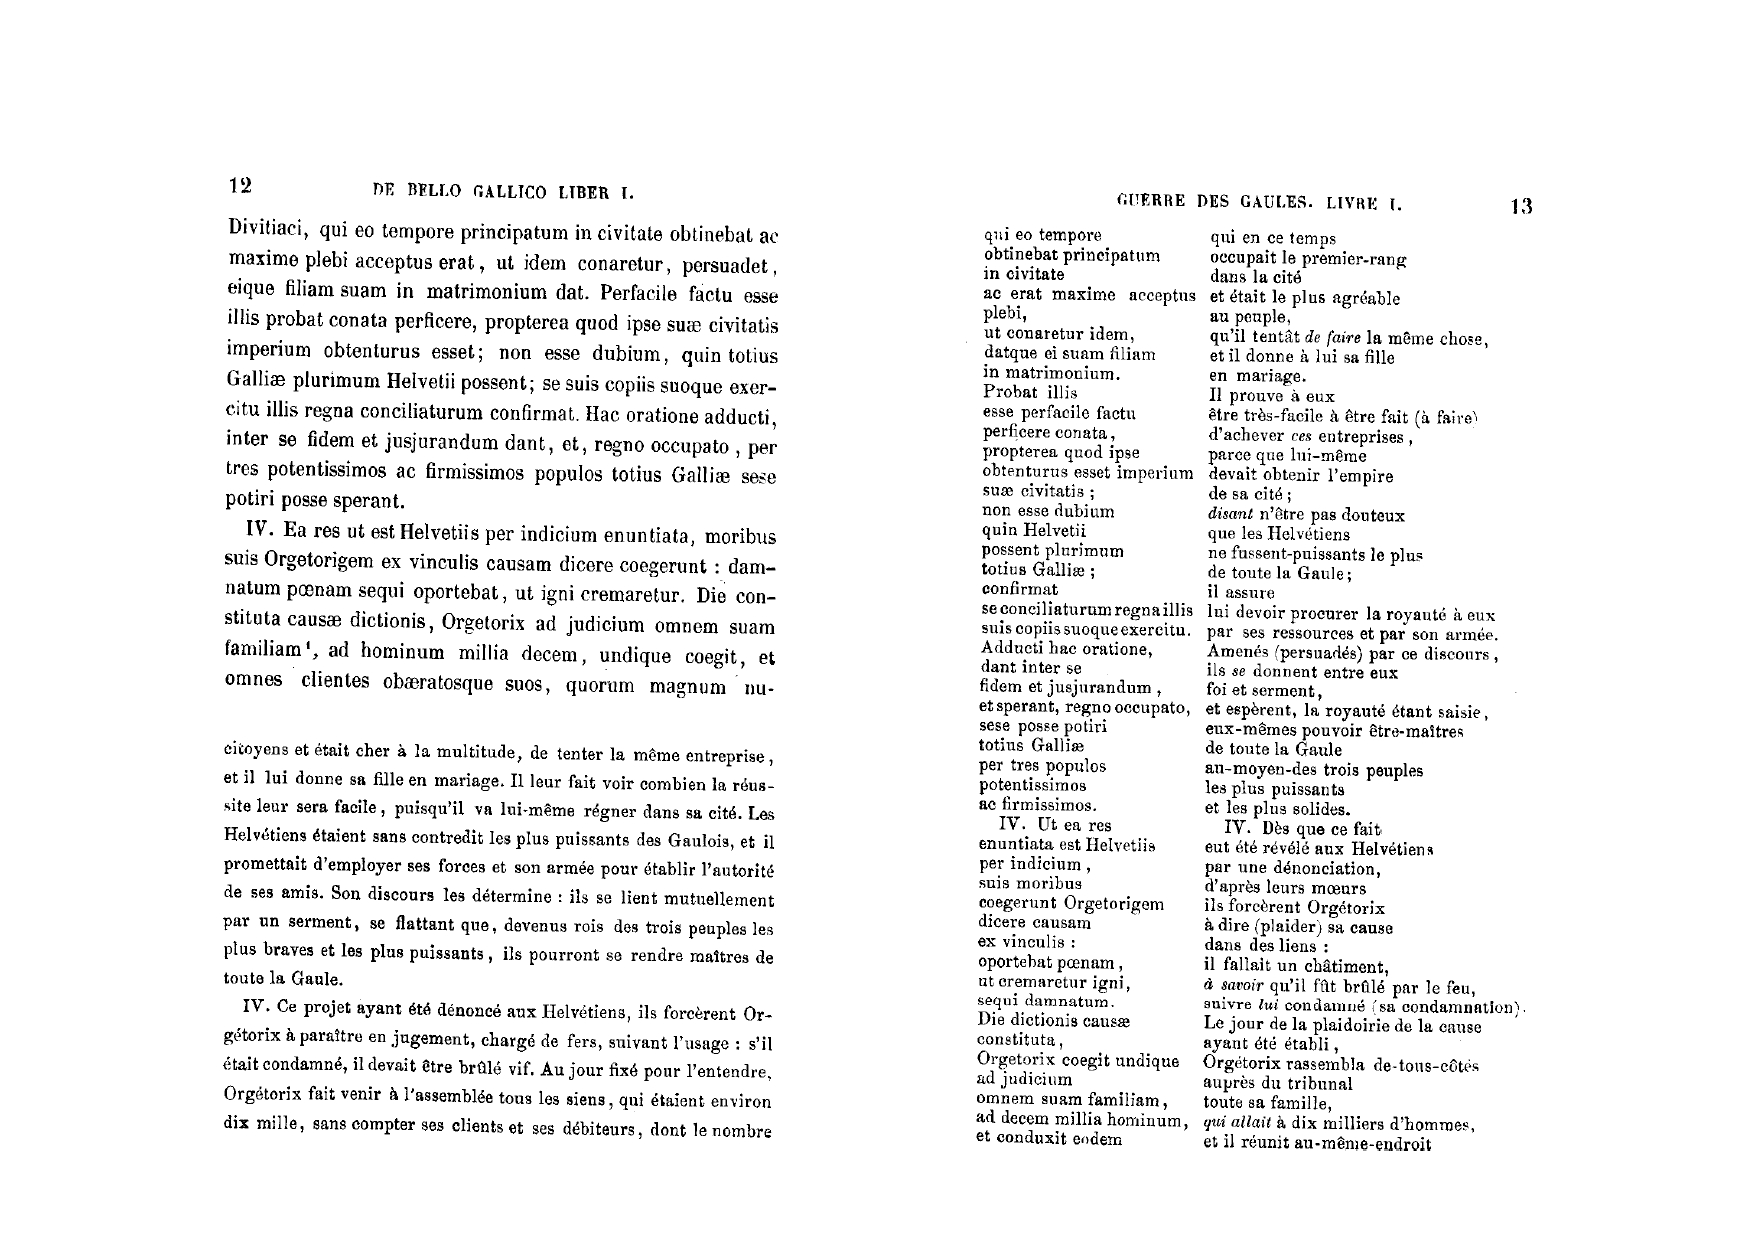 12
DE BELLO GALLICO LIBER I.
Divitiaci, qui eo tempore principatum in civitate obtinebat ac
maxime plebi acceptus erat, ut idem conaretur, persuadet,
eique filiam suam in matrimonium dat. Perfacile factu esse
illis probat conata perficere, propterea quod ipse suæ civitatis
imperium obtenturus esset; non esse dubium, quin totius
Galliæ plurimum Helvetii possent; se suis copiis suoque exer-
citu illis regna conciliaturum confirmat. Hac oratione adducti,
inter se fidem et jusjurandum dant, et, regno occupato, per
tres potentissimos ac firmissimos populos totius Galliæ sese
potiri posse sperant.
IV. Ea res ut est Helvetiis per indicium enuntiata, moribus
suis Orgetorigem ex vinculis causam dicere coegerunt : dam-
natum pœnam sequi oportebat, ut igni cremaretur. Die con-
stituta causæ dictionis, Orgetorix ad judicium omnem suam
familiam¹, ad hominum millia decem, undique coegit, et
omnes clientes obæratosque suos, quorum magnum nu-
citoyens et était cher à la multitude, de tenter la même entreprise,
et il lui donne sa fille en mariage. Il leur fait voir combien la réus-
site leur sera facile, puisqu'il va lui-même régner dans sa cité. Les
Helvétiens étaient sans contredit les plus puissants des Gaulois, et il
promettait d'employer ses forces et son armée pour établir l'autorité
de ses amis. Son discours les détermine : ils se lient mutuellement
par un serment, se flattant que, devenus rois des trois peuples les
plus braves et les plus puissants, ils pourront se rendre maîtres de
toute la Gaule.
IV. Ce projet ayant été dénoncé aux Helvétiens, ils forcèrent Or-
gétorix à paraître en jugement, chargé de fers, suivant l'usage : s'il
était condamné, il devait être brûlé vif. Au jour fixé pour l'entendre,
Orgétorix fait venir à l'assemblée tous les siens, qui étaient environ
dix mille, sans compter ses clients et ses débiteurs, dont le nombre
GUERRE DES GAULES. LIVRE I.
13
qui eo tempore
obtinebat principatum
in civitate
ac erat maxime acceptus
plebi,
ut conaretur idem,
datque ei suam filiam
in matrimonium.
Probat illis
esse perfacile factu
perficere conata,
propterea quod ipse
obtenturus esset imperium
suæ civitatis ;
non esse dubium
quin Helvetii
possent plurimum
totius Galliæ ;
confirmat
se conciliaturum regna illis
suis copiis suoque exercitu.
Adducti hac oratione,
dant inter se
fidem et jusjurandum,
et sperant, regno occupato,
sese posse potiri
totius Galliæ
per tres populos
potentissimos
ac firmissimos.
IV. Ut ea res
enuntiata est Helvetiis
per indicium,
suis moribus
coegerunt Orgetorigem
dicere causam
ex vinculis :
oportebat pœnam,
ut cremaretur igni,
sequi damnatum.
Die dictionis causæ
constituta,
Orgetorix coegit undique
ad judicium
omnem suam familiam,
ad decem millia hominum,
et conduxit eodem
qui en ce temps
occupait le premier-rang
dans la cité
et était le plus agréable
au peuple,
qu'il tentât de faire la même chose,
et il donne à lui sa fille
en mariage.
Il prouve à eux
être très-facile à être fait (à faire)
d'achever ces entreprises,
parce que lui-même
devait obtenir l'empire
de sa cité ;
disant n'être pas douteux
que les Helvétiens
ne fussent-puissants le plus
de toute la Gaule ;
il assure
lui devoir procurer la royauté à eux
par ses ressources et par son armée.
Amenés (persuadés) par ce discours,
ils se donnent entre eux
foi et serment,
et espèrent, la royauté étant saisie,
eux-mêmes pouvoir être-maîtres
de toute la Gaule
au-moyen-des trois peuples
les plus puissants
et les plus solides.
IV. Dès que ce fait
eut été révélé aux Helvétiens
par une dénonciation,
d'après leurs mœurs
ils forcèrent Orgétorix
à dire (plaider) sa cause
dans des liens :
il fallait un châtiment,
à savoir qu'il fût brûlé par le feu,
suivre lui condamné (sa condamnation).
Le jour de la plaidoirie de la cause
ayant été établi,
Orgétorix rassembla de-tous-côtés
auprès du tribunal
toute sa famille,
qui allait à dix milliers d'hommes,
et il réunit au-même-endroit